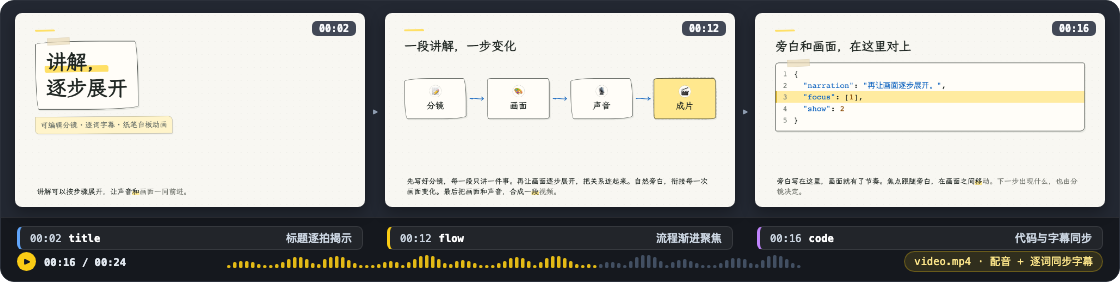 00:02
讲解，
逐步展开
可编辑分镜·逐词字幕·纸笔白板动画
讲解可以按步骤展开，让声音和画面一同前进。
00:12
一段讲解，一步变化
分镜
画面
声音
成片
先写好分镜，每一段只讲一件事。再让画面逐步展开，把关系连起来。自然旁白，衔接每一次
画面变化。最后把画面和声音，合成一段视频。
00:16
旁白和画面，在这里对上
1 {
2 "narration": "再让画面逐步展开。",
3 "focus": [1],
4 "show": 2
5 }
旁白写在这里，画面就有了节奏。焦点跟随旁白，在画面之间移动。下一步出现什么，也由分
镜决定。
00:02 title 标题逐拍揭示
00:12 flow 流程渐进聚焦
00:16 code 代码与字幕同步
00:16 / 00:24
video.mp4 · 配音 + 逐词同步字幕